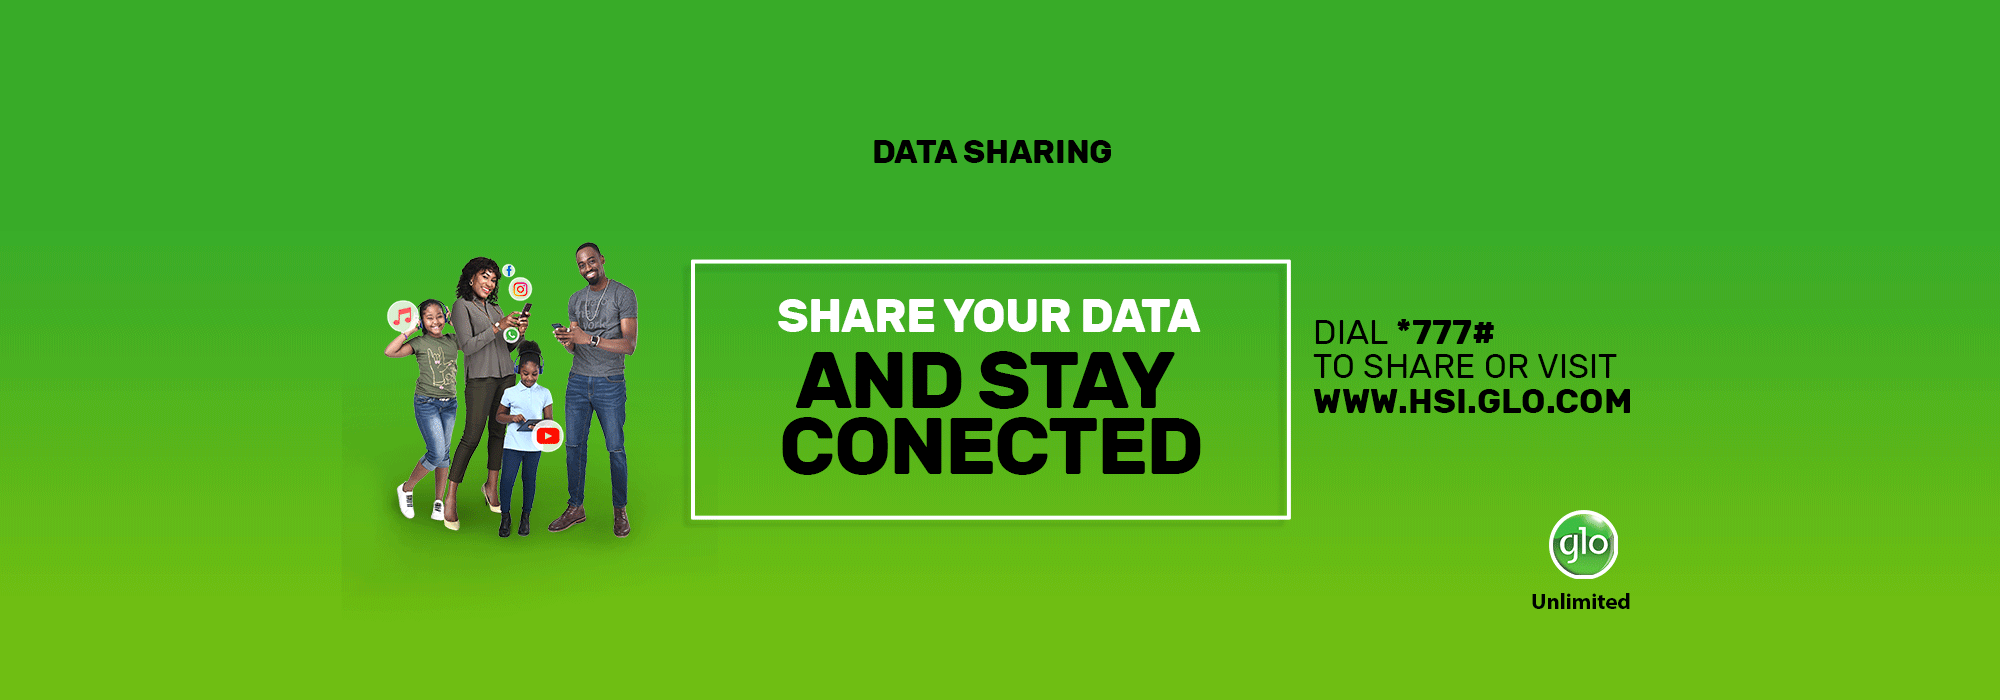 DATA SHARING
SHARE YOUR DATA
AND STAY
CONECTED
DIAL *777#
TO SHARE OR VISIT
WWW.HSI.GLO.COM
glo
Unlimited